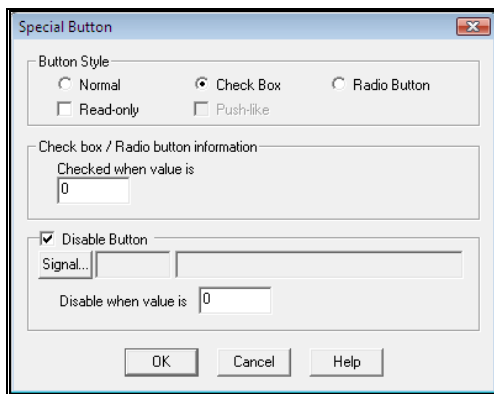 Special Button
Button Style
Normal Check Box Radio Button
Read-only Push-like
Check box / Radio button information
Checked when value is
0
Disable Button
Signal...
Disable when value is 0
OK Cancel Help